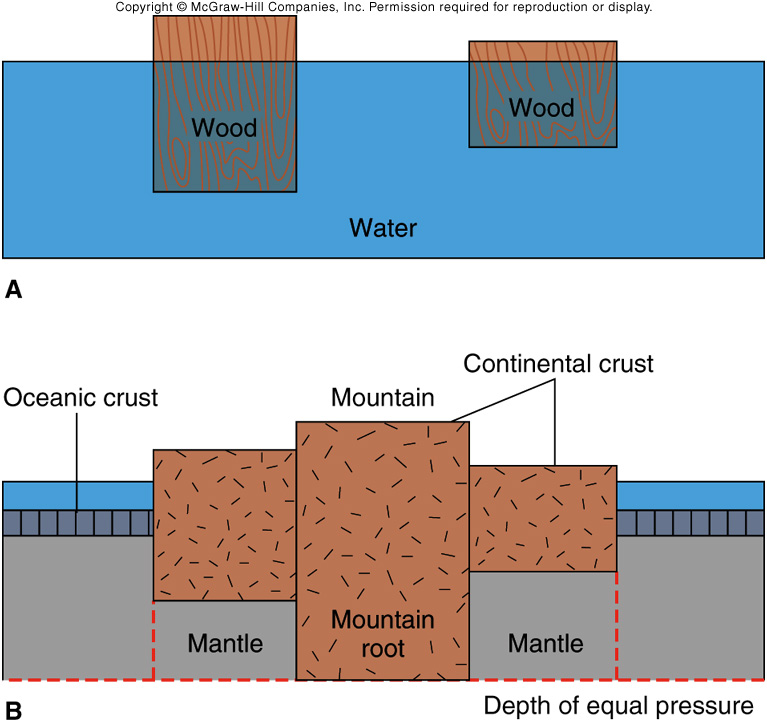 Copyright © McGraw-Hill Companies, Inc. Permission required for reproduction or display.
Wood
Wood
Water
A
Continental crust
Oceanic crust
Mountain
Mantle
Mountain
root
Mantle
Depth of equal pressure
B